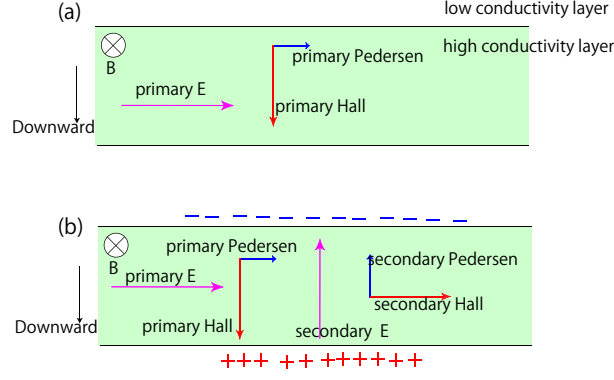 low conductivity layer
(a)
high conductivity layer
B
primary Pedersen
primary E
primary Hall
Downward
(b)
B
primary Pedersen
secondary Pedersen
primary E
secondary Hall
primary Hall
secondary E
Downward